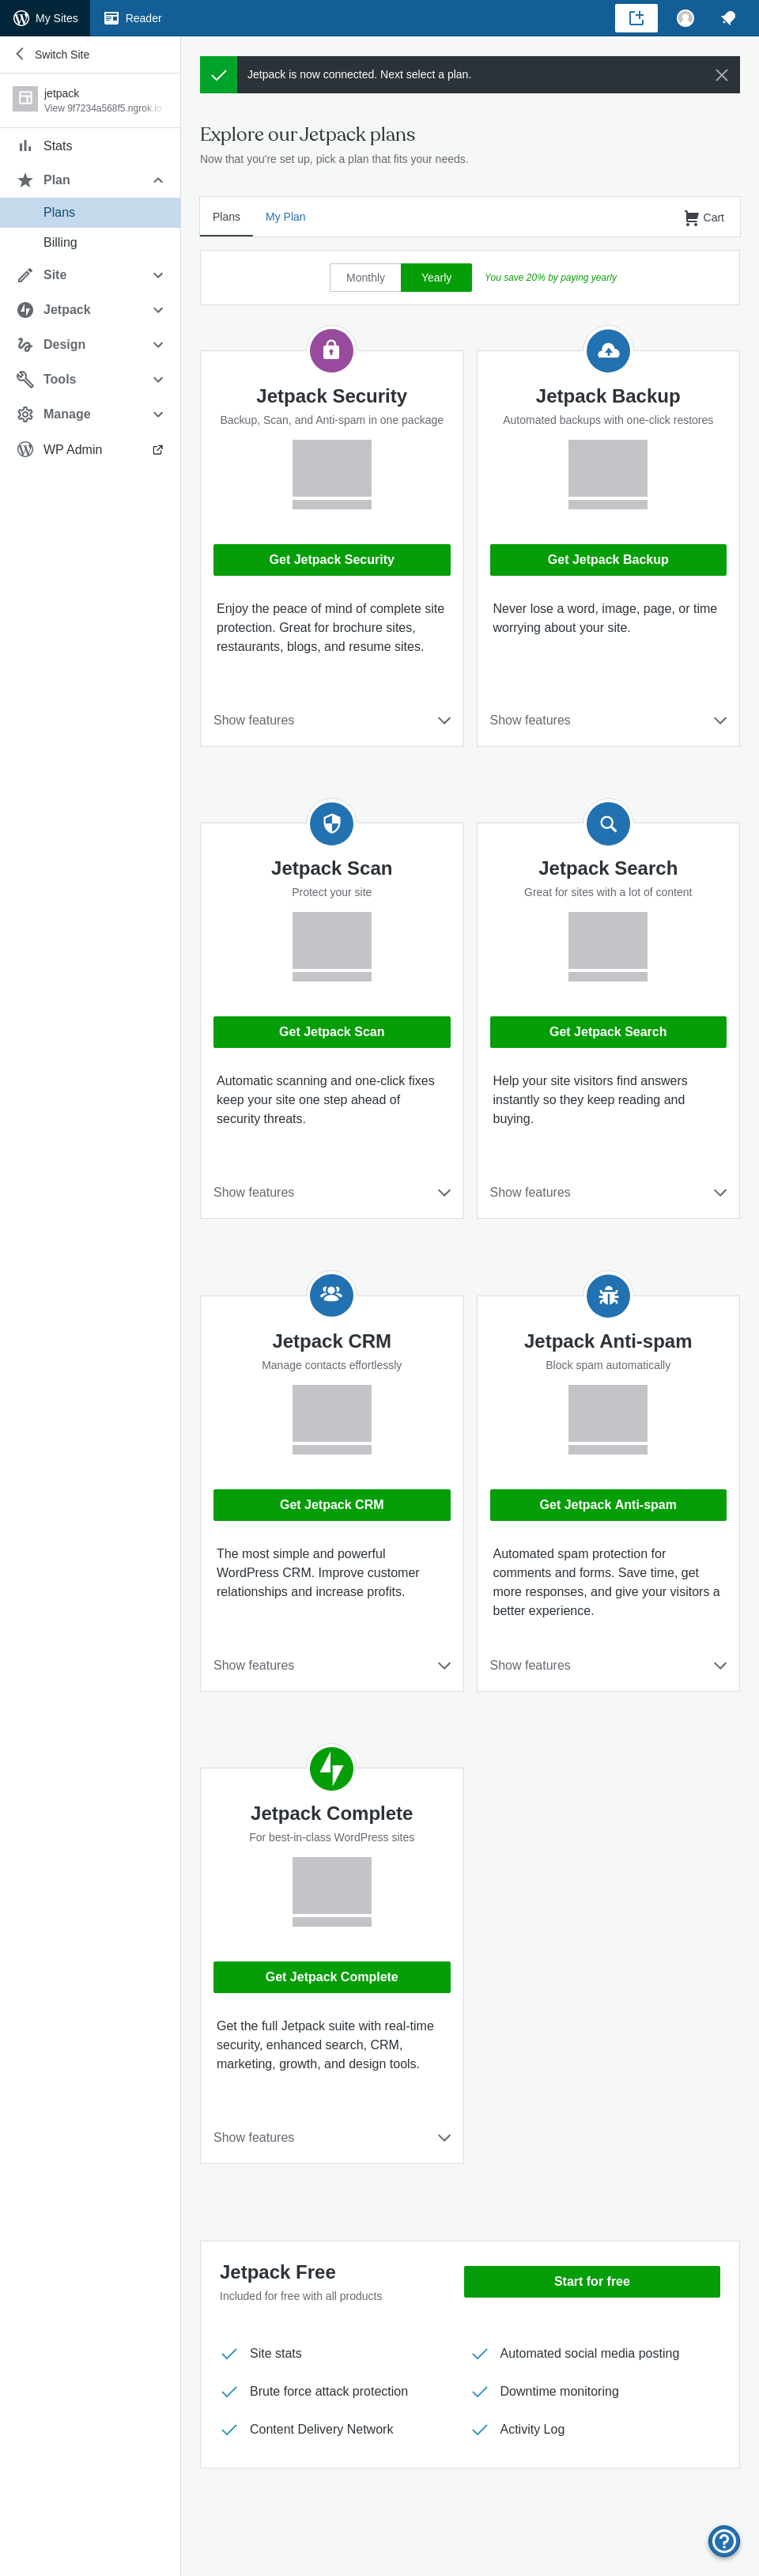 My Sites
Reader
Switch Site
jetpack
View 9f7234a568f5.ngrok.io
Stats
Plan
Plans
Billing
Site
Jetpack
Design
Tools
Manage
WP Admin
Jetpack is now connected. Next select a plan.
Explore our Jetpack plans
Now that you're set up, pick a plan that fits your needs.
Plans
My Plan
Cart
Monthly
Yearly
You save 20% by paying yearly
Jetpack Security
Backup, Scan, and Anti-spam in one package
Get Jetpack Security
Enjoy the peace of mind of complete site
protection. Great for brochure sites,
restaurants, blogs, and resume sites.
Show features
Jetpack Backup
Automated backups with one-click restores
Get Jetpack Backup
Never lose a word, image, page, or time
worrying about your site.
Show features
Jetpack Scan
Protect your site
Get Jetpack Scan
Automatic scanning and one-click fixes
keep your site one step ahead of
security threats.
Show features
Jetpack Search
Great for sites with a lot of content
Get Jetpack Search
Help your site visitors find answers
instantly so they keep reading and
buying.
Show features
Jetpack CRM
Manage contacts effortlessly
Get Jetpack CRM
The most simple and powerful
WordPress CRM. Improve customer
relationships and increase profits.
Show features
Jetpack Anti-spam
Block spam automatically
Get Jetpack Anti-spam
Automated spam protection for
comments and forms. Save time, get
more responses, and give your visitors a
better experience.
Show features
Jetpack Complete
For best-in-class WordPress sites
Get Jetpack Complete
Get the full Jetpack suite with real-time
security, enhanced search, CRM,
marketing, growth, and design tools.
Show features
Jetpack Free
Included for free with all products
Start for free
Site stats
Brute force attack protection
Content Delivery Network
Automated social media posting
Downtime monitoring
Activity Log